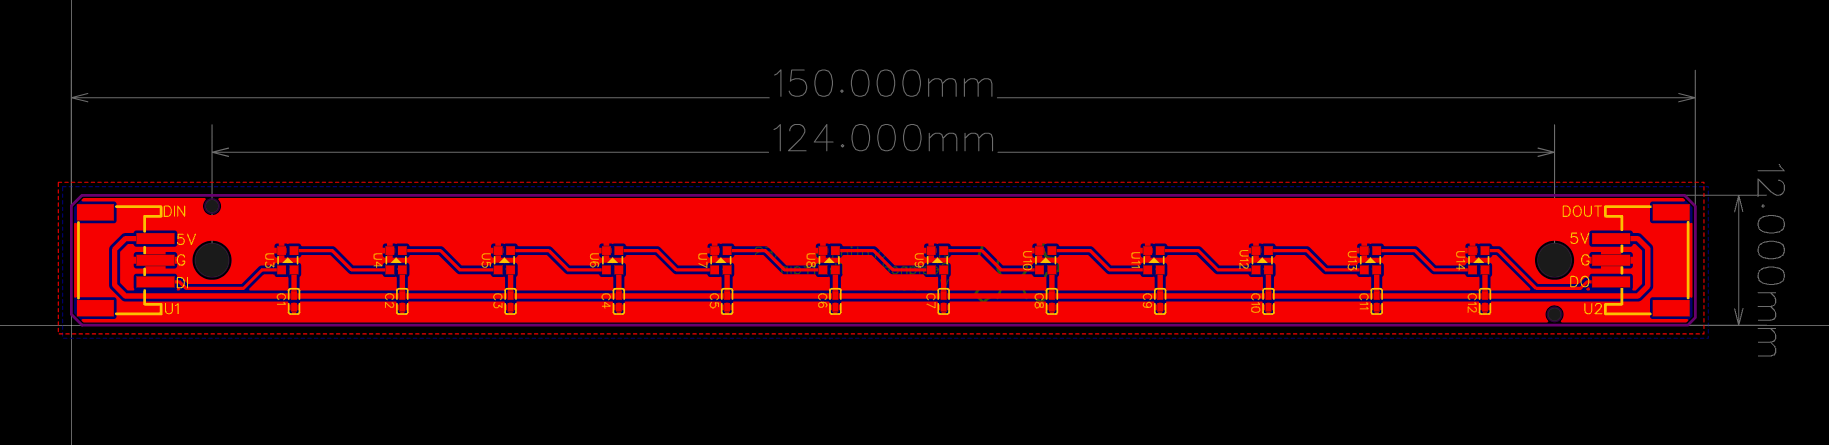 150.000mm
124.000mm
12.000mm
DIN
5V
G
DI
U1
U3
U4
U5
U6
U7
U8
U9
U10
U11
U12
U13
U14
C1
C2
C3
C4
C5
C6
C7
C8
C9
C10
C11
C12
DOUT
5V
G
DO
U2